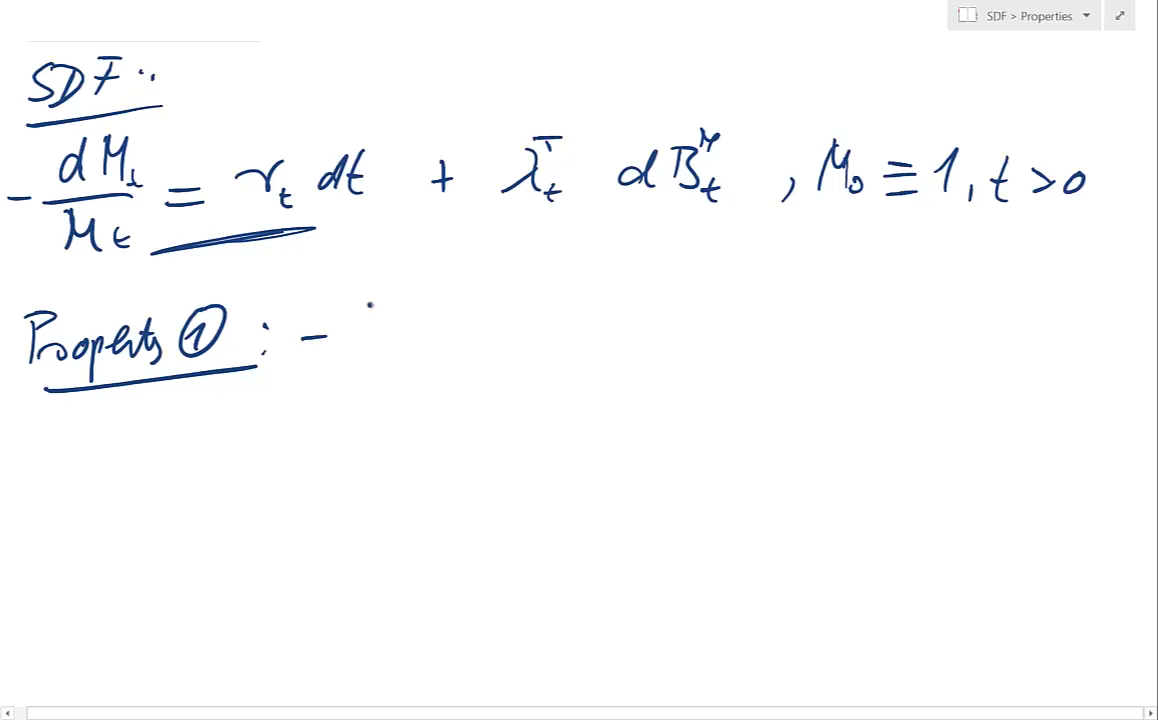 SDF > Properties
SDF :
- dM_t / M_t = r_t dt + λ_t^T dB_t^M , M_0 ≡ 1, t > 0
Property ① : -